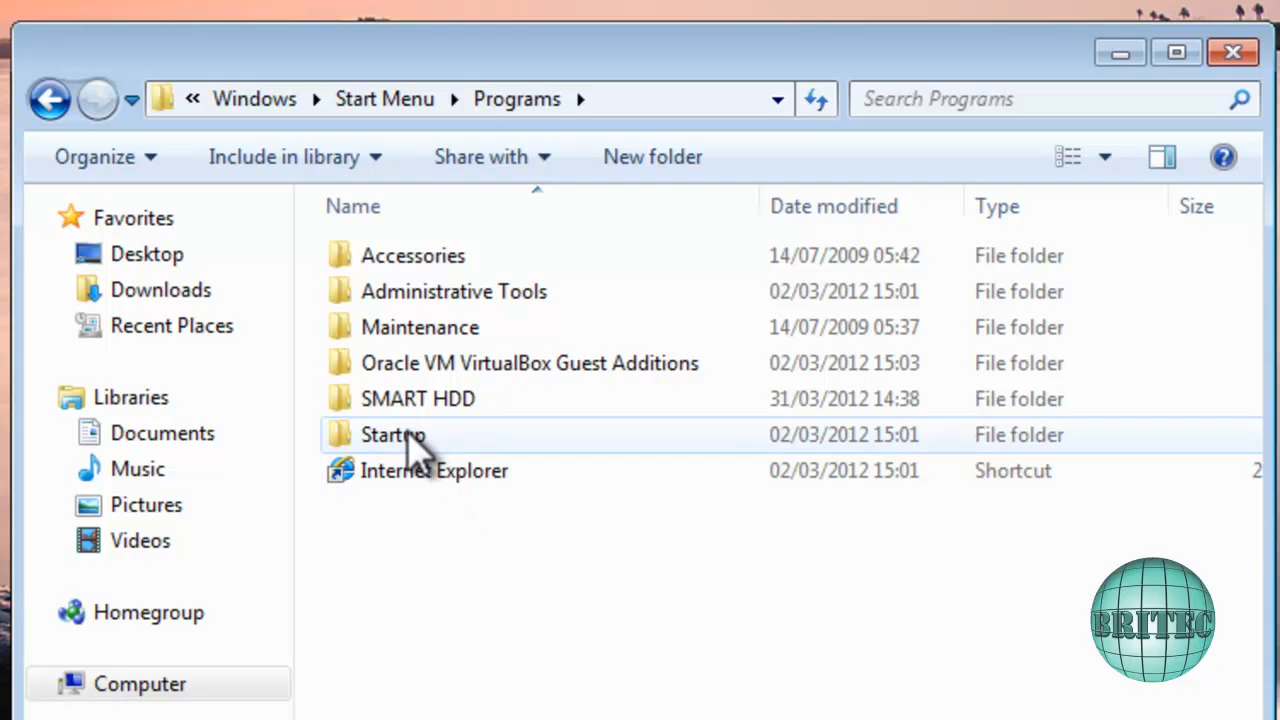 « Windows Start Menu Programs
Search Programs
Organize Include in library Share with New folder
Name Date modified Type Size
Favorites
Desktop
Downloads
Recent Places
Libraries
Documents
Music
Pictures
Videos
Homegroup
Computer
Accessories 14/07/2009 05:42 File folder
Administrative Tools 02/03/2012 15:01 File folder
Maintenance 14/07/2009 05:37 File folder
Oracle VM VirtualBox Guest Additions 02/03/2012 15:03 File folder
SMART HDD 31/03/2012 14:38 File folder
Startup 02/03/2012 15:01 File folder
Internet Explorer 02/03/2012 15:01 Shortcut 2
BRITEC